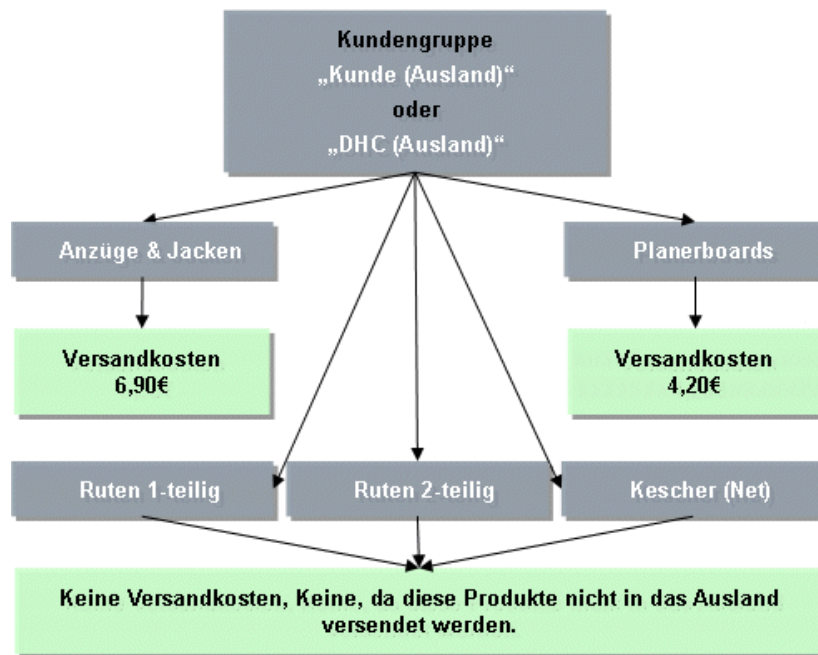 Kundengruppe
„Kunde (Ausland)“
oder
„DHC (Ausland)“
Anzüge & Jacken
Planerboards
Versandkosten
6,90€
Versandkosten
4,20€
Ruten 1-teilig
Ruten 2-teilig
Kescher (Net)
Keine Versandkosten, Keine, da diese Produkte nicht in das Ausland
versendet werden.